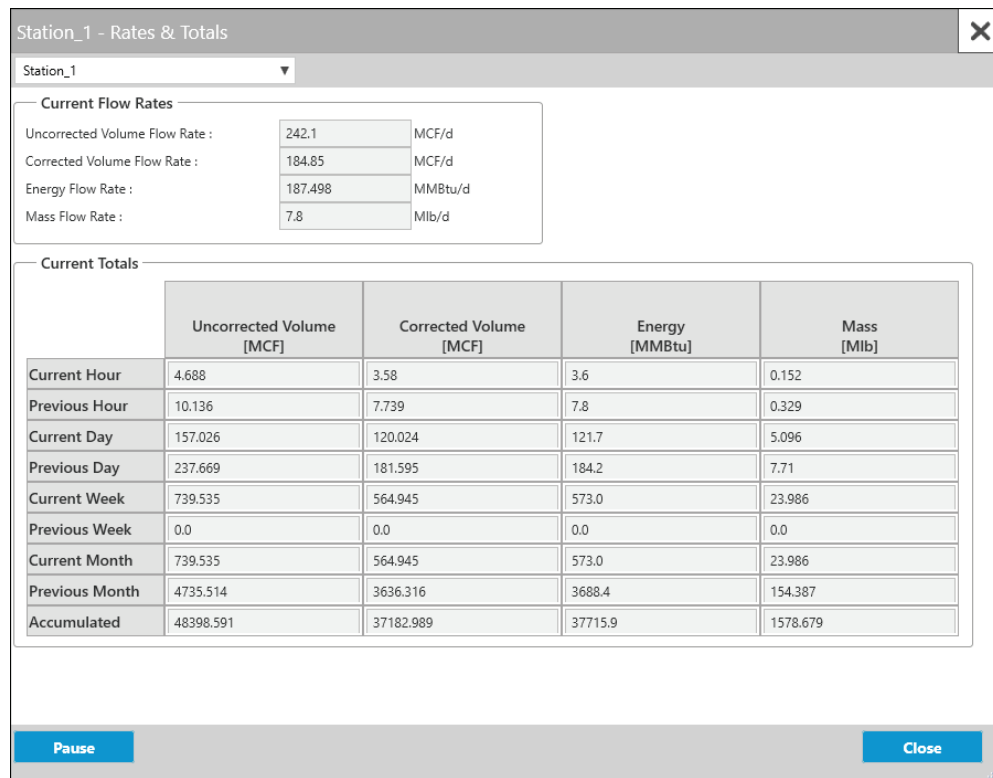 Station_1 - Rates & Totals
Station_1
Current Flow Rates
Uncorrected Volume Flow Rate : 242.1 MCF/d
Corrected Volume Flow Rate : 184.85 MCF/d
Energy Flow Rate : 187.498 MMBtu/d
Mass Flow Rate : 7.8 Mlb/d
Current Totals
Uncorrected Volume Corrected Volume Energy Mass
[MCF] [MCF] [MMBtu] [Mlb]
Current Hour 4.688 3.58 3.6 0.152
Previous Hour 10.136 7.739 7.8 0.329
Current Day 157.026 120.024 121.7 5.096
Previous Day 237.669 181.595 184.2 7.71
Current Week 739.535 564.945 573.0 23.986
Previous Week 0.0 0.0 0.0 0.0
Current Month 739.535 564.945 573.0 23.986
Previous Month 4735.514 3636.316 3688.4 154.387
Accumulated 48398.591 37182.989 37715.9 1578.679
Pause Close